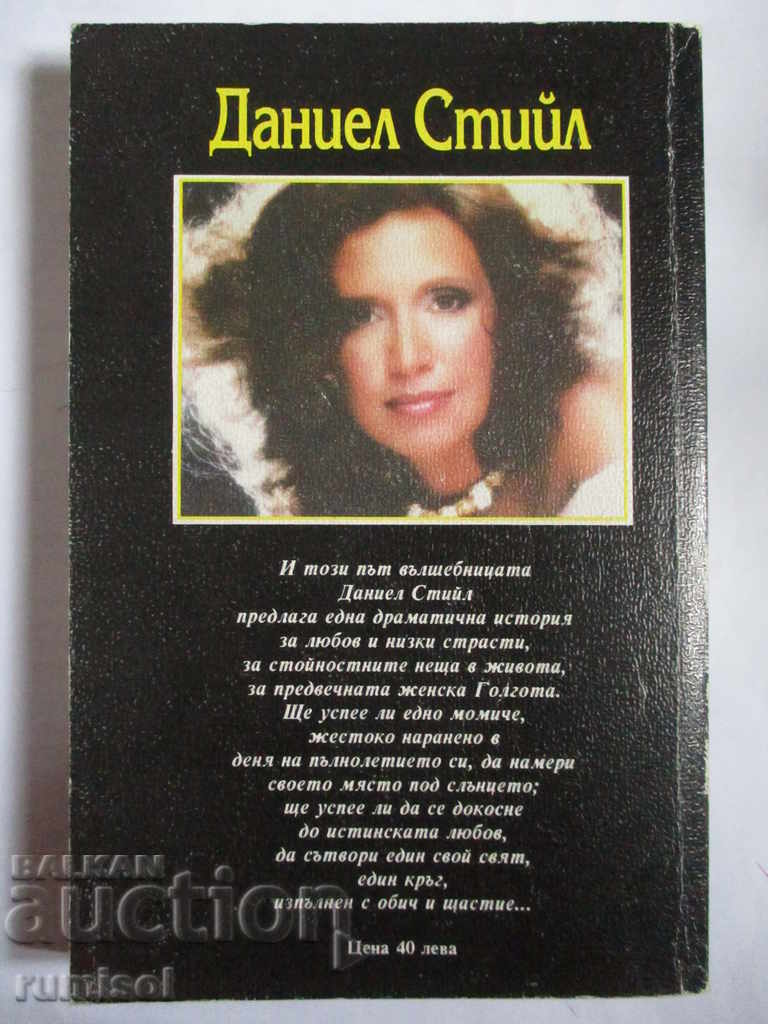 Даниел Стийл
И този път вълшебницата
Даниел Стийл
предлага една драматична история
за любов и низки страсти,
за стойностните неща в живота,
за предвечната женска Голгота.
Ще успее ли едно момиче,
жестоко наранено в
деня на пълнолетието си, да намери
своето място под слънцето;
ще успее ли да се докосне
до истинската любов,
да сътвори един свой свят,
един кръг,
изпълнен с обич и щастие...
Цена 40 лева
BALKAN
auction
rumisol